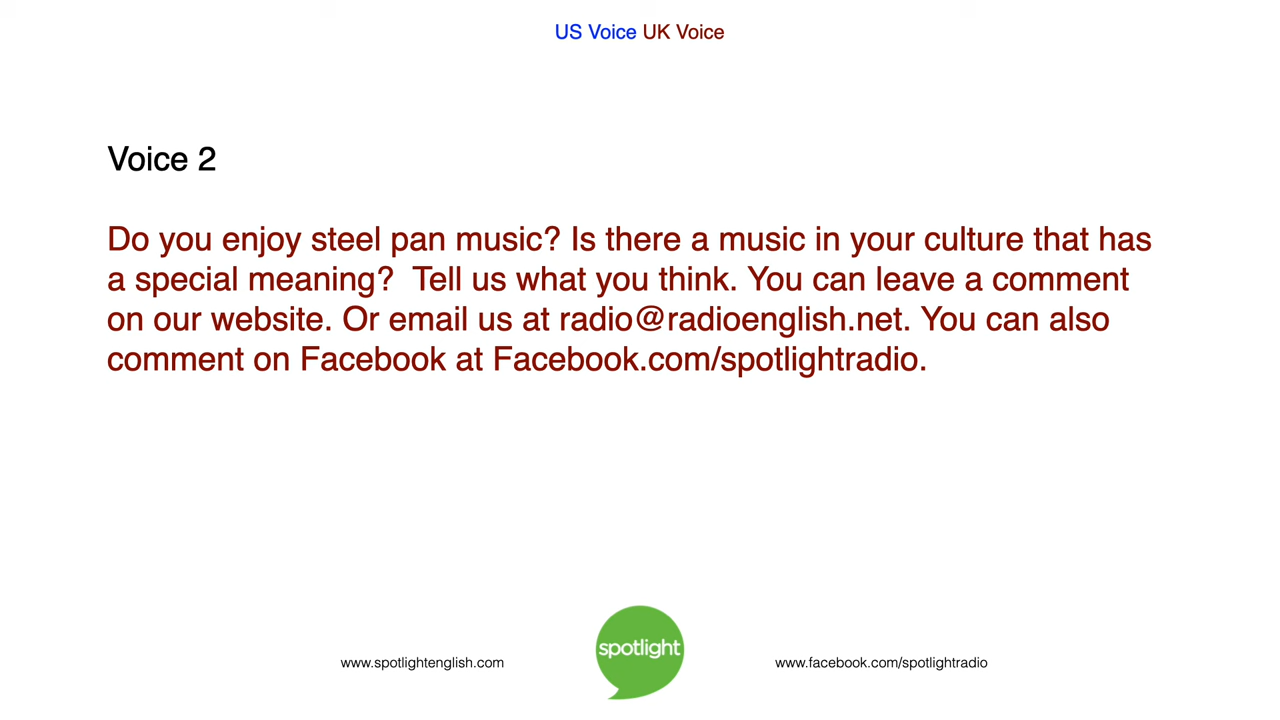 US Voice UK Voice
Voice 2
Do you enjoy steel pan music? Is there a music in your culture that has
a special meaning?  Tell us what you think. You can leave a comment
on our website. Or email us at radio@radioenglish.net. You can also
comment on Facebook at Facebook.com/spotlightradio.
spotlight
www.spotlightenglish.com
www.facebook.com/spotlightradio